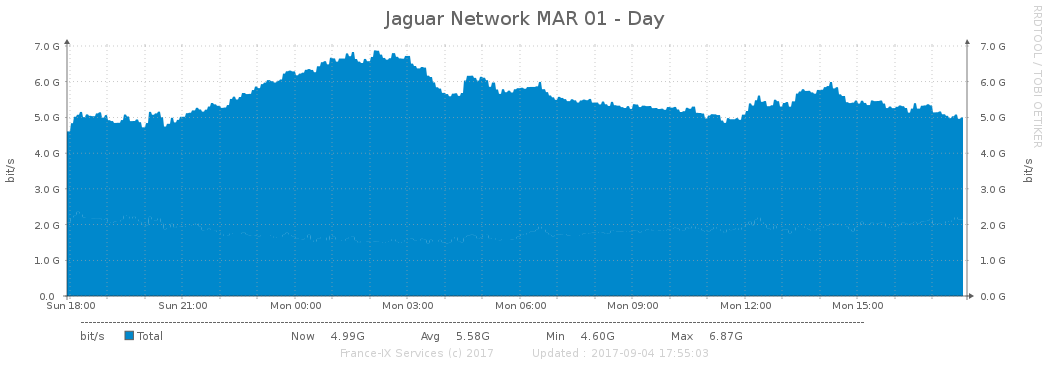 Jaguar Network MAR 01 - Day
RRDTOOL / TOBI OETIKER
bit/s
7.0 G 7.0 G
6.0 G 6.0 G
5.0 G 5.0 G
4.0 G 4.0 G
3.0 G 3.0 G
2.0 G 2.0 G
1.0 G 1.0 G
0.0 0.0 G
bit/s
Sun 18:00 Sun 21:00 Mon 00:00 Mon 03:00 Mon 06:00 Mon 09:00 Mon 12:00 Mon 15:00
bit/s Total Now 4.99G Avg 5.58G Min 4.60G Max 6.87G
France-IX Services (c) 2017 Updated : 2017-09-04 17:55:03